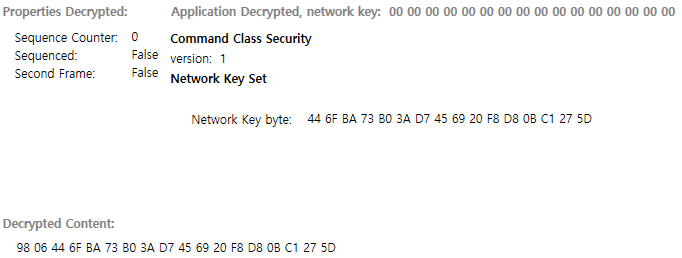 Properties Decrypted: Application Decrypted, network key: 00 00 00 00 00 00 00 00 00 00 00 00 00 00 00 00
Sequence Counter: 0 Command Class Security
Sequenced: False version: 1
Second Frame: False Network Key Set
Network Key byte: 44 6F BA 73 B0 3A D7 45 69 20 F8 D8 0B C1 27 5D
Decrypted Content:
98 06 44 6F BA 73 B0 3A D7 45 69 20 F8 D8 0B C1 27 5D